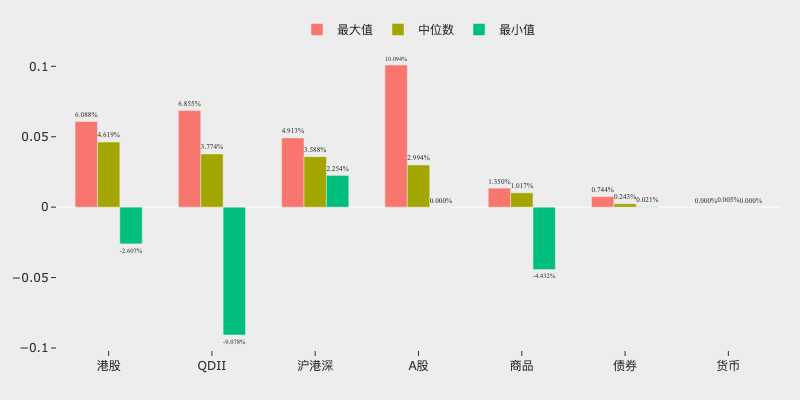 最大值 中位数 最小值
0.1
0.05
0
−0.05
−0.1
6.088% 4.619% -2.607%
6.855% 3.774% -9.078%
4.913% 3.588% 2.254%
10.094% 2.994% 0.000%
1.350% 1.017% -4.432%
0.744% 0.243% 0.021%
0.000% 0.005% 0.000%
港股 QDII 沪港深 A股 商品 债券 货币